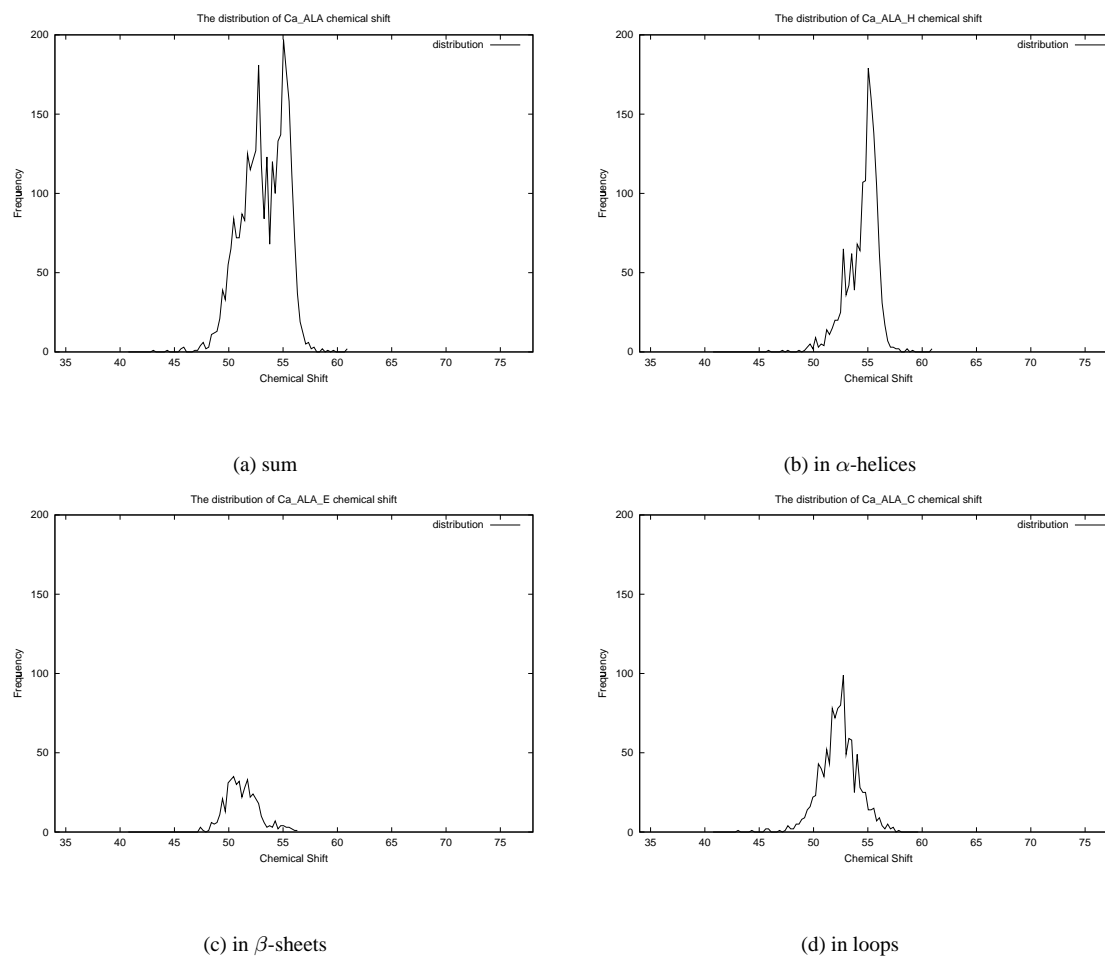 The distribution of Ca_ALA chemical shift
200
150
100
50
0
Frequency
distribution
35 40 45 50 55 60 65 70 75
Chemical Shift
(a) sum
The distribution of Ca_ALA_H chemical shift
200
150
100
50
0
Frequency
distribution
35 40 45 50 55 60 65 70 75
Chemical Shift
(b) in α-helices
The distribution of Ca_ALA_E chemical shift
200
150
100
50
0
Frequency
distribution
35 40 45 50 55 60 65 70 75
Chemical Shift
(c) in β-sheets
The distribution of Ca_ALA_C chemical shift
200
150
100
50
0
Frequency
distribution
35 40 45 50 55 60 65 70 75
Chemical Shift
(d) in loops